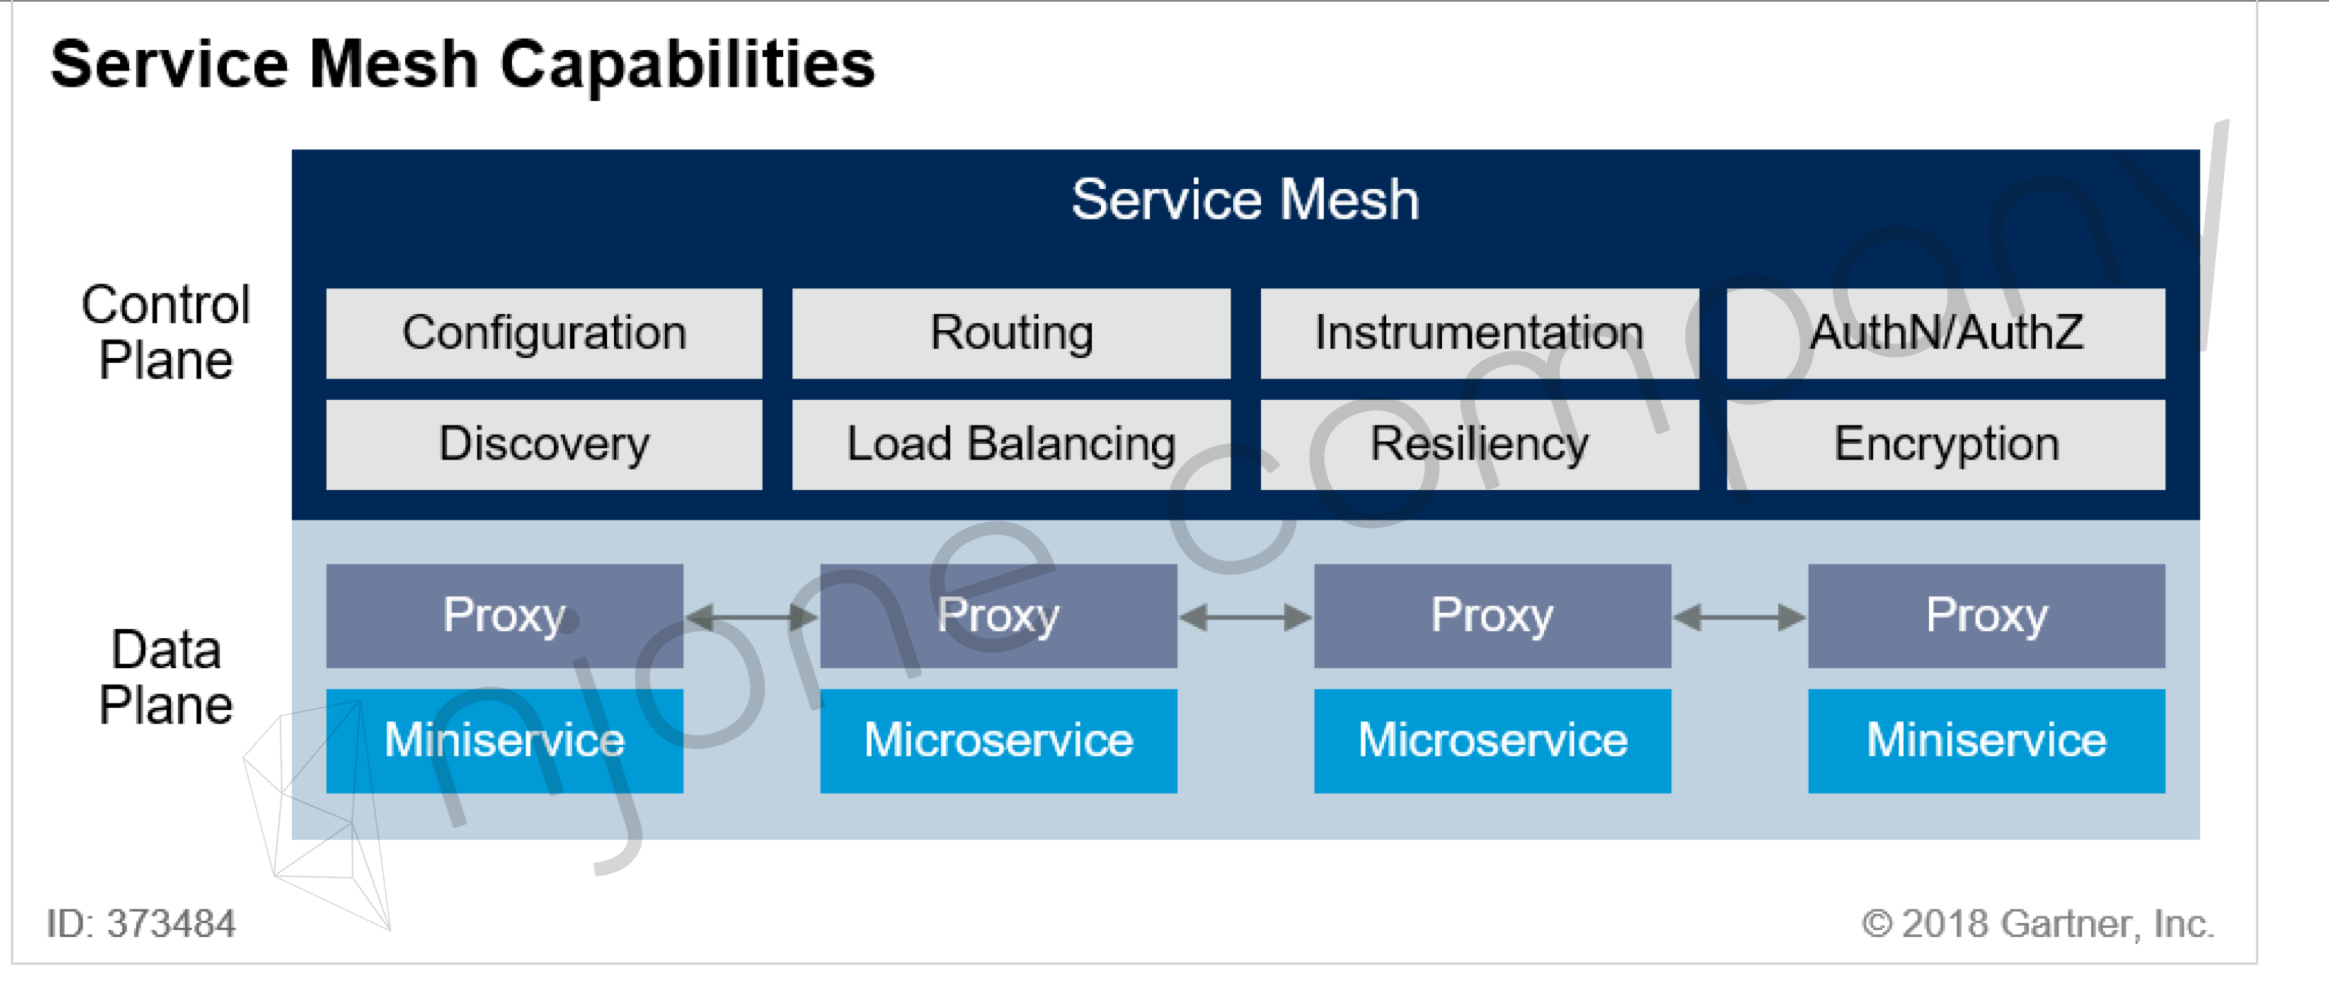 Service Mesh Capabilities
Service Mesh
Control
Plane
Configuration
Routing
Instrumentation
AuthN/AuthZ
Discovery
Load Balancing
Resiliency
Encryption
Data
Plane
Proxy
Proxy
Proxy
Proxy
Miniservice
Microservice
Microservice
Miniservice
njone company
ID: 373484
© 2018 Gartner, Inc.